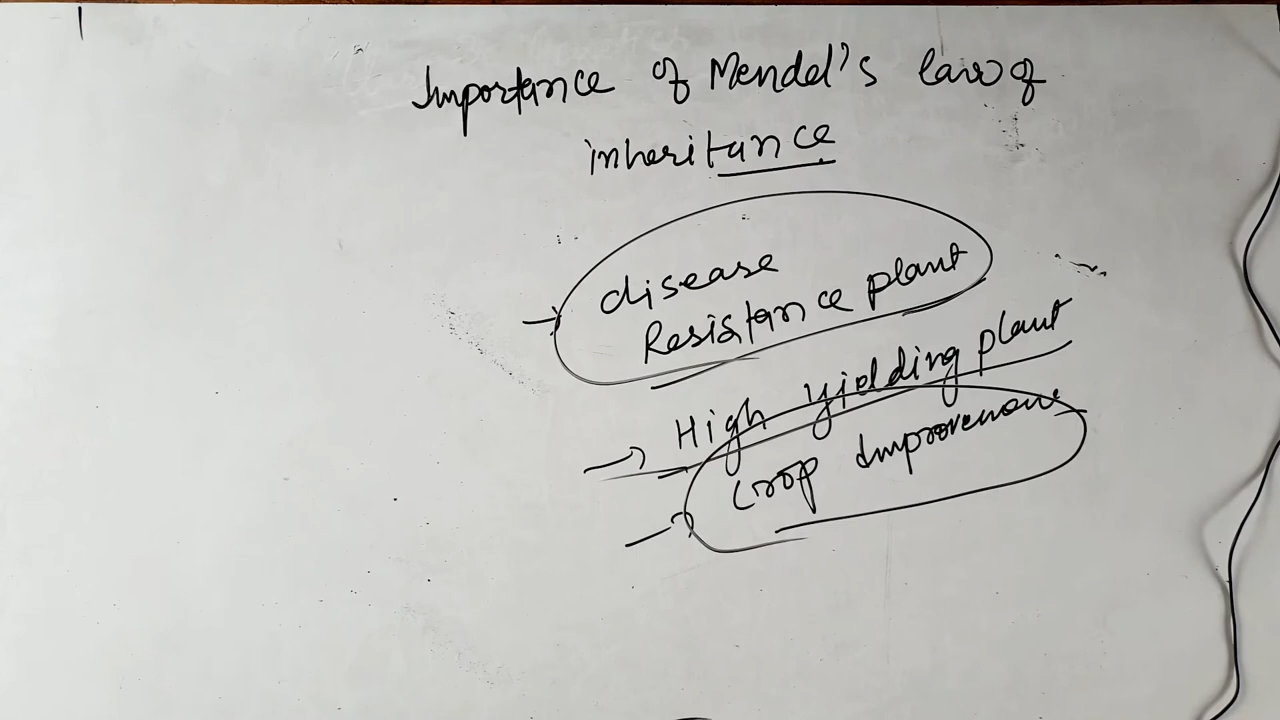 Importance of Mendel's law of
inheritance
→ disease
Resistance plant
→ High yielding plant
→ Crop Improvement